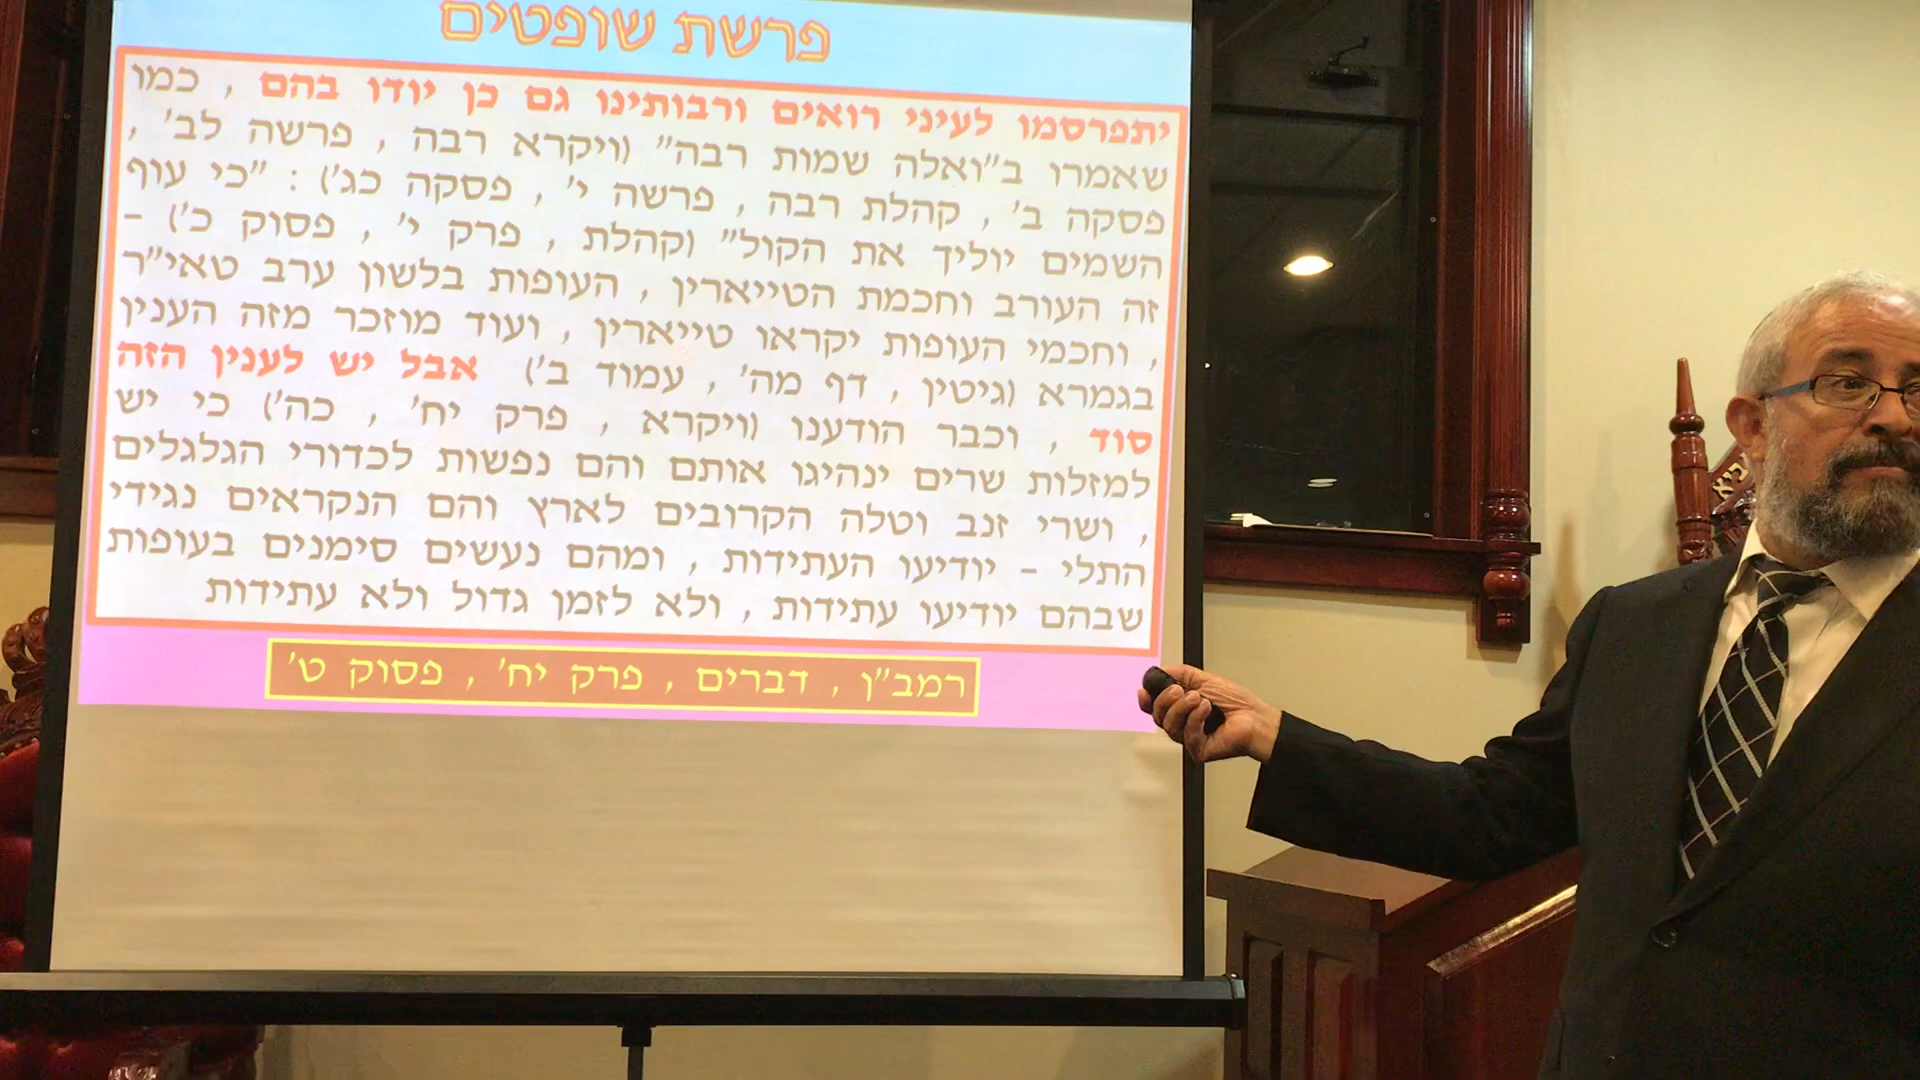 פרשת שופטים
יתפרסמו לעיני רואים ורבותינו גם כן יודו בהם , כמו
שאמרו ב"ואלה שמות רבה" (ויקרא רבה , פרשה לב' ,
פסקה ב' , קהלת רבה , פרשה י' , פסקה כג') : "כי עוף
השמים יוליך את הקול" (קהלת , פרק י' , פסוק כ') –
זה העורב וחכמת הטייארין , העופות בלשון ערב טאי"ר
, וחכמי העופות יקראו טייארין , ועוד מוזכר מזה הענין
בגמרא (גיטין , דף מה' , עמוד ב') אבל יש לענין הזה
סוד , וכבר הודענו (ויקרא , פרק יח' , כה') כי יש
למזלות שרים ינהיגו אותם והם נפשות לכדורי הגלגלים
, ושרי זנב וטלה הקרובים לארץ והם הנקראים נגידי
התלי – יודיעו העתידות , ומהם נעשים סימנים בעופות
שבהם יודיעו עתידות , ולא לזמן גדול ולא עתידות
רמב"ן , דברים , פרק יח' , פסוק ט'